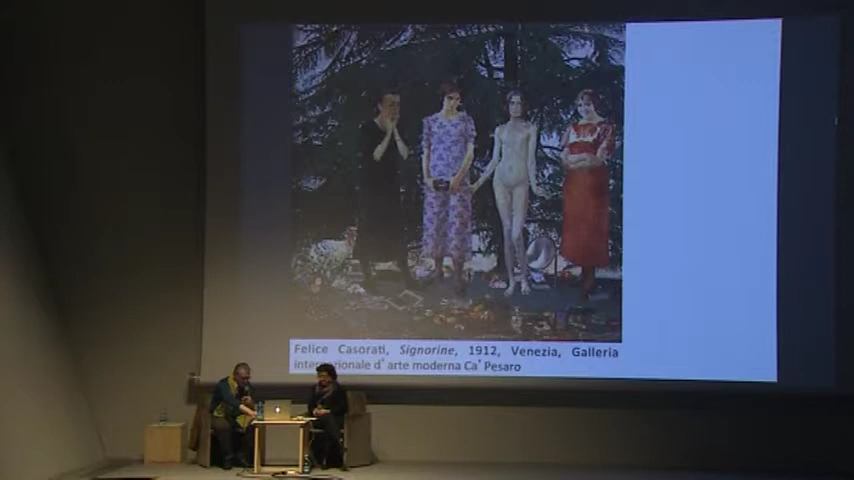 Felice Casorati, Signorine, 1912, Venezia, Galleria
internazionale d' arte moderna Ca' Pesaro